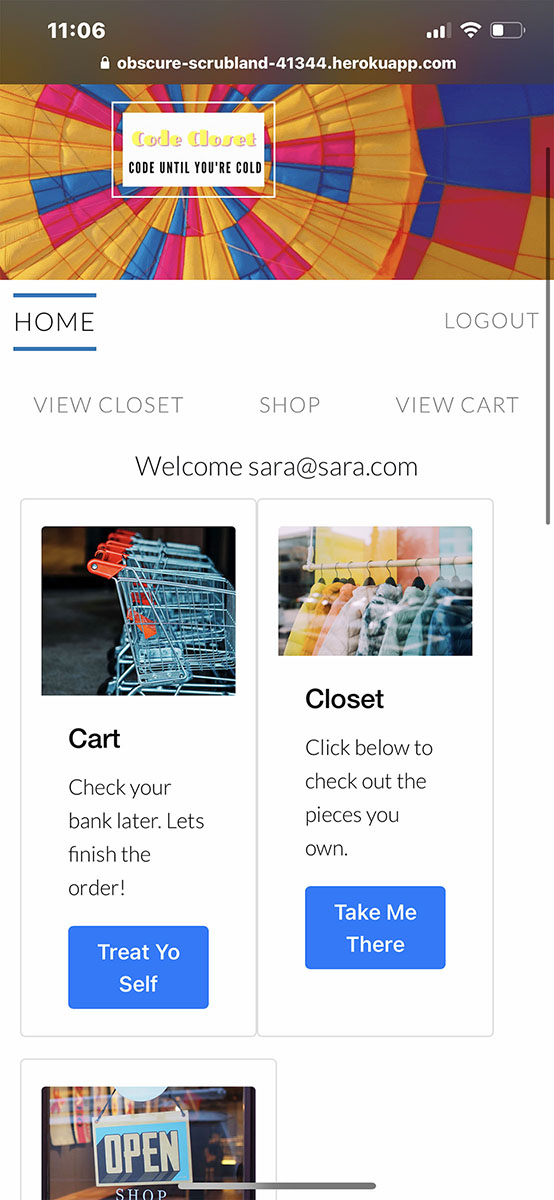 11:06
obscure-scrubland-41344.herokuapp.com
Code Closet
CODE UNTIL YOU'RE COLD
HOME
LOGOUT
VIEW CLOSET SHOP VIEW CART
Welcome sara@sara.com
Cart
Check your
bank later. Lets
finish the
order!
Treat Yo
Self
Closet
Click below to
check out the
pieces you
own.
Take Me
There
OPEN
SHOP